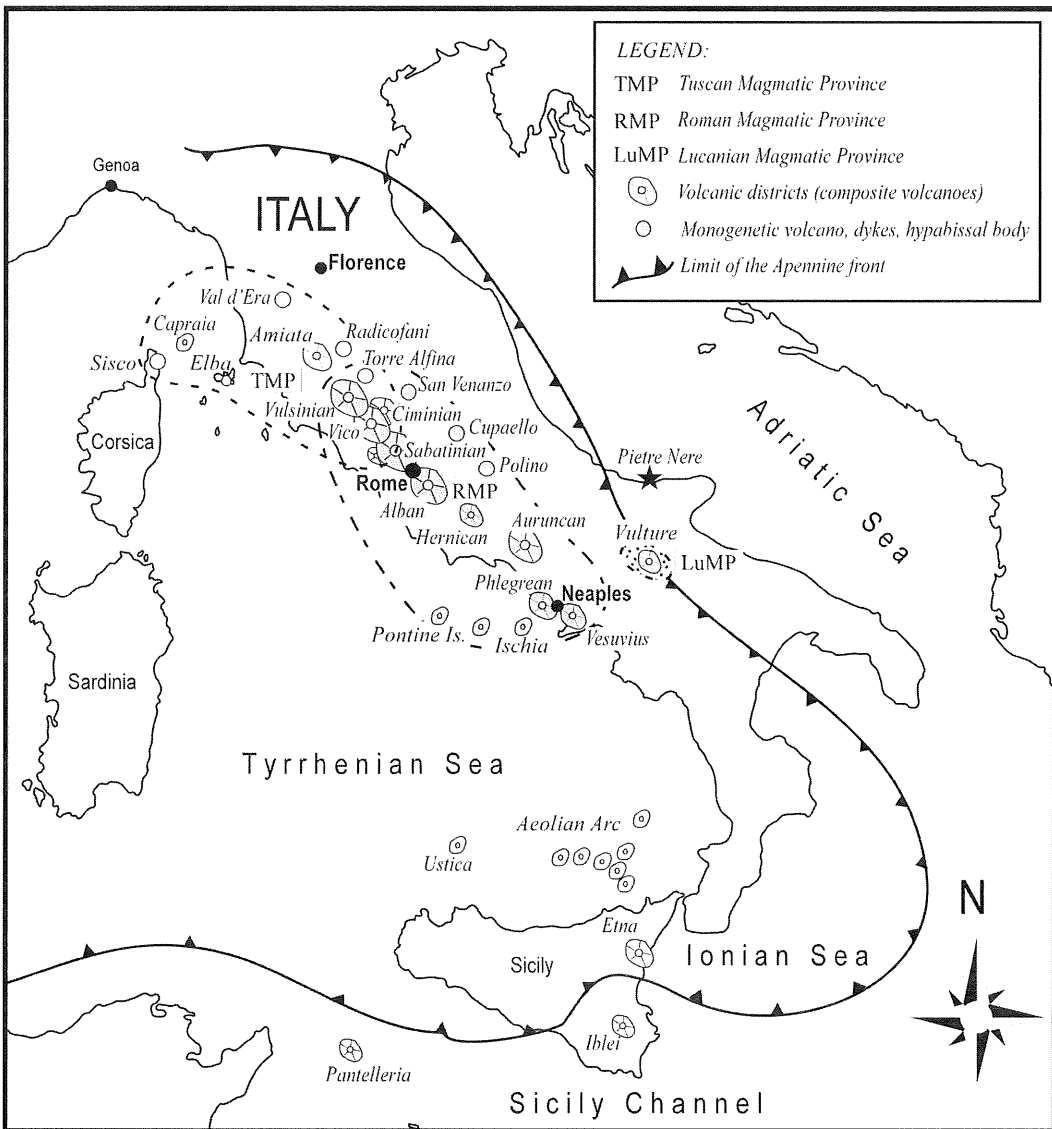 LEGEND:
TMP Tuscan Magmatic Province
RMP Roman Magmatic Province
LuMP Lucanian Magmatic Province
Volcanic districts (composite volcanoes)
Monogenetic volcano, dykes, hypabissal body
Limit of the Apennine front
Genoa
ITALY
Florence
Val d'Era
Capraia
Amiata
Radicofani
Sisco
Elba
TMP
Torre Alfina
San Venanzo
Vulsinian
Ciminian
Corsica
Vico
Cupaello
Sabatinian
Adriatic Sea
Pietre Nere
Rome
Polino
Alban
RMP
Hernican
Auruncan
Vulture
LuMP
Phlegrean
Neaples
Pontine Is.
Ischia
Vesuvius
Sardinia
Tyrrhenian Sea
Aeolian Arc
Ustica
N
Etna
Sicily
Ionian Sea
Iblei
Pantelleria
Sicily Channel